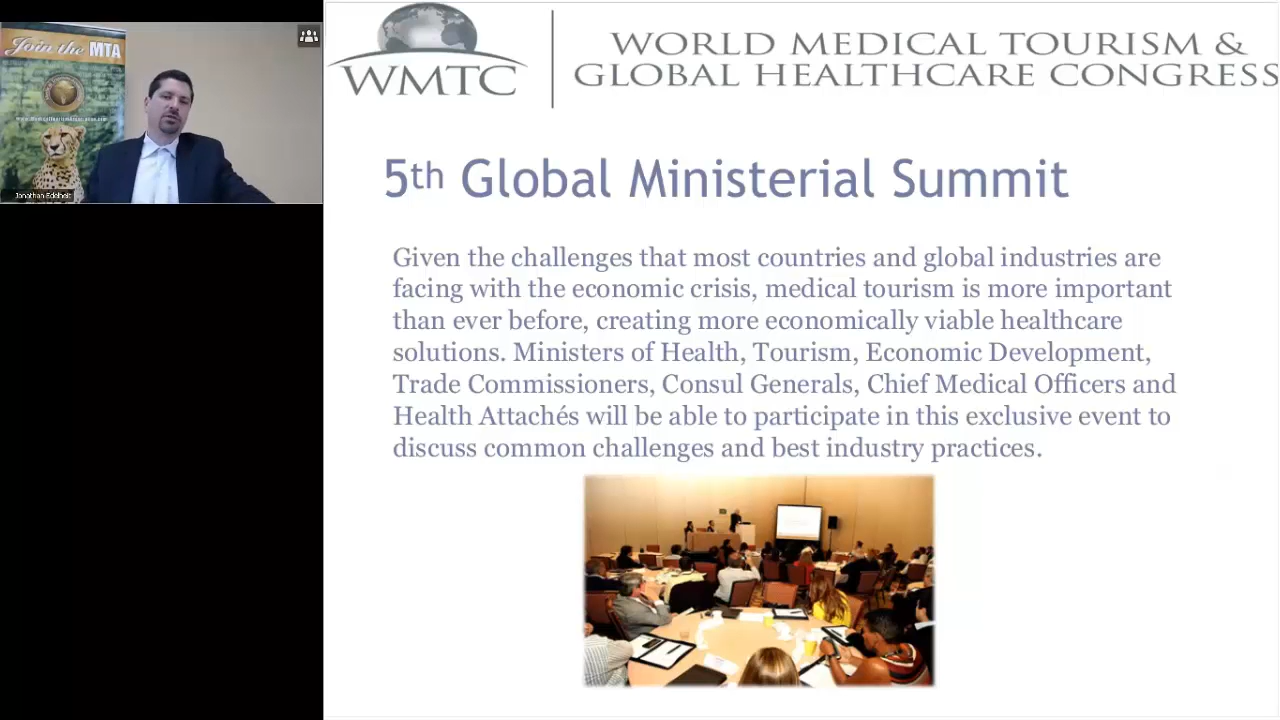 Join the MTA
Jonathan Edelheit
WMTC
WORLD MEDICAL TOURISM &
GLOBAL HEALTHCARE CONGRESS
5th Global Ministerial Summit
Given the challenges that most countries and global industries are
facing with the economic crisis, medical tourism is more important
than ever before, creating more economically viable healthcare
solutions. Ministers of Health, Tourism, Economic Development,
Trade Commissioners, Consul Generals, Chief Medical Officers and
Health Attachés will be able to participate in this exclusive event to
discuss common challenges and best industry practices.